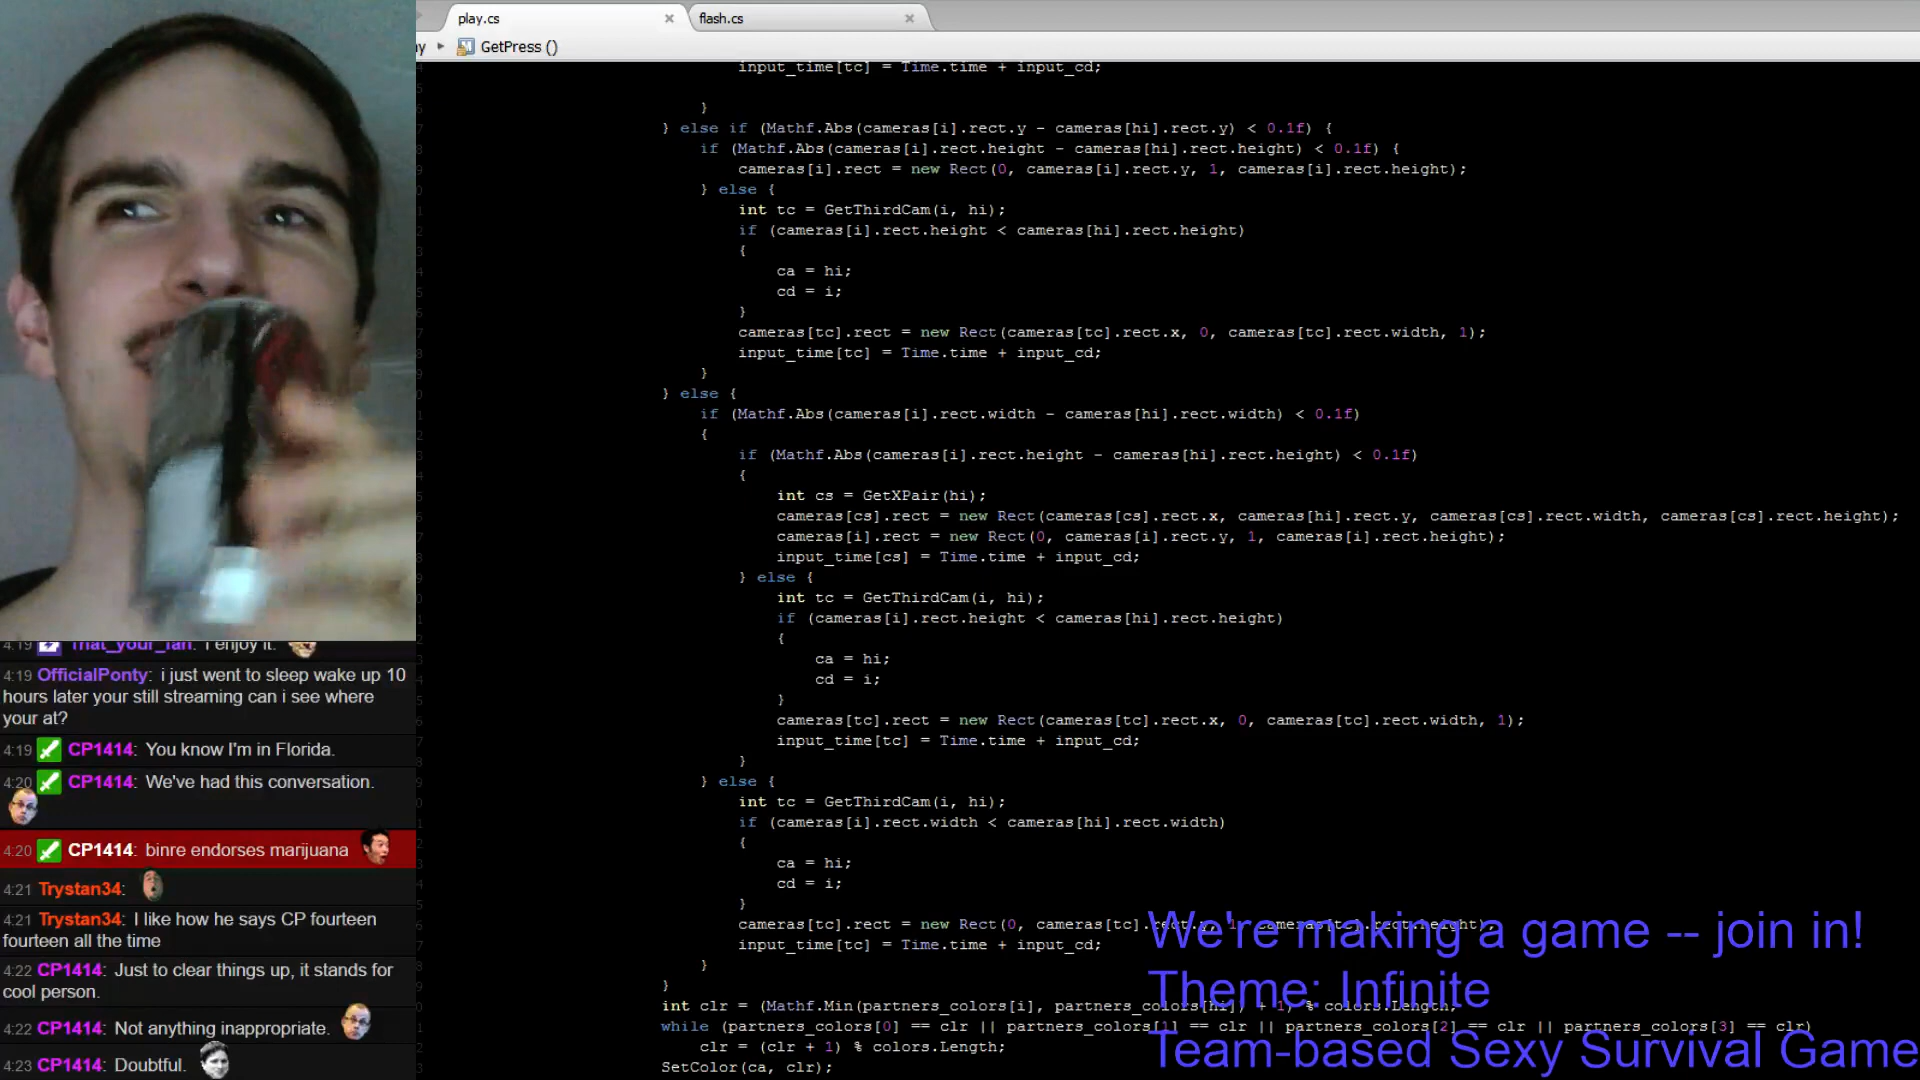 play.cs
flash.cs
GetPress ()
input_time[tc] = Time.time + input_cd;
}
} else if (Mathf.Abs(cameras[i].rect.y - cameras[hi].rect.y) < 0.1f) {
if (Mathf.Abs(cameras[i].rect.height - cameras[hi].rect.height) < 0.1f) {
cameras[i].rect = new Rect(0, cameras[i].rect.y, 1, cameras[i].rect.height);
} else {
int tc = GetThirdCam(i, hi);
if (cameras[i].rect.height < cameras[hi].rect.height)
{
ca = hi;
cd = i;
}
cameras[tc].rect = new Rect(cameras[tc].rect.x, 0, cameras[tc].rect.width, 1);
input_time[tc] = Time.time + input_cd;
}
} else {
if (Mathf.Abs(cameras[i].rect.width - cameras[hi].rect.width) < 0.1f)
{
if (Mathf.Abs(cameras[i].rect.height - cameras[hi].rect.height) < 0.1f)
{
int cs = GetXPair(hi);
cameras[cs].rect = new Rect(cameras[cs].rect.x, cameras[hi].rect.y, cameras[cs].rect.width, cameras[cs].rect.height);
cameras[i].rect = new Rect(0, cameras[i].rect.y, 1, cameras[i].rect.height);
input_time[cs] = Time.time + input_cd;
} else {
int tc = GetThirdCam(i, hi);
if (cameras[i].rect.height < cameras[hi].rect.height)
{
ca = hi;
cd = i;
}
cameras[tc].rect = new Rect(cameras[tc].rect.x, 0, cameras[tc].rect.width, 1);
input_time[tc] = Time.time + input_cd;
}
} else {
int tc = GetThirdCam(i, hi);
if (cameras[i].rect.width < cameras[hi].rect.width)
{
ca = hi;
cd = i;
}
cameras[tc].rect = new Rect(0, cameras[tc].rect.y, 1, cameras[tc].rect.height);
input_time[tc] = Time.time + input_cd;
}
}
int clr = (Mathf.Min(partners_colors[i], partners_colors[hi]) + 1) % colors.Length;
while (partners_colors[0] == clr || partners_colors[1] == clr || partners_colors[2] == clr || partners_colors[3] == clr)
clr = (clr + 1) % colors.Length;
SetColor(ca, clr);
We're making a game -- join in!
Theme: Infinite
Team-based Sexy Survival Game
4:19 That_your_fan: I enjoy it.
4:19 OfficialPonty: i just went to sleep wake up 10
hours later your still streaming can i see where
your at?
4:19 CP1414: You know I'm in Florida.
4:20 CP1414: We've had this conversation.
4:20 CP1414: binre endorses marijuana
4:21 Trystan34:
4:21 Trystan34: I like how he says CP fourteen
fourteen all the time
4:22 CP1414: Just to clear things up, it stands for
cool person.
4:22 CP1414: Not anything inappropriate.
4:23 CP1414: Doubtful.